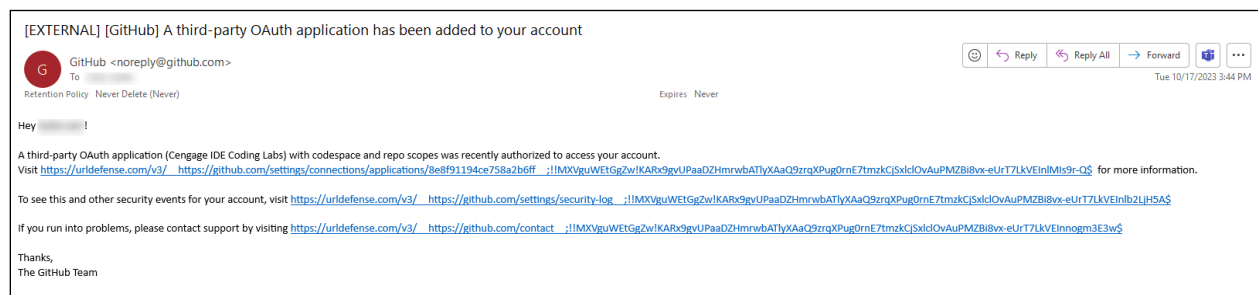 [EXTERNAL] [GitHub] A third-party OAuth application has been added to your account
G
GitHub <noreply@github.com>
To
Reply
Reply All
Forward
Tue 10/17/2023 3:44 PM
Retention Policy Never Delete (Never) Expires Never
Hey !
A third-party OAuth application (Cengage IDE Coding Labs) with codespace and repo scopes was recently authorized to access your account.
Visit https://urldefense.com/v3/__https://github.com/settings/connections/applications/8e8f91194ce758a2b6ff__;!!MXVguWEtGgZw!KARx9gvUPaaDZHmrwbATlyXAaQ9zrqXPug0rnE7tmzkCjSxlclOvAuPMZBi8vx-eUrT7LkVEInlMIs9r-Q$ for more information.
To see this and other security events for your account, visit https://urldefense.com/v3/__https://github.com/settings/security-log__;!!MXVguWEtGgZw!KARx9gvUPaaDZHmrwbATlyXAaQ9zrqXPug0rnE7tmzkCjSxlclOvAuPMZBi8vx-eUrT7LkVEInlb2LjH5A$
If you run into problems, please contact support by visiting https://urldefense.com/v3/__https://github.com/contact__;!!MXVguWEtGgZw!KARx9gvUPaaDZHmrwbATlyXAaQ9zrqXPug0rnE7tmzkCjSxlclOvAuPMZBi8vx-eUrT7LkVEInnogm3E3w$
Thanks,
The GitHub Team